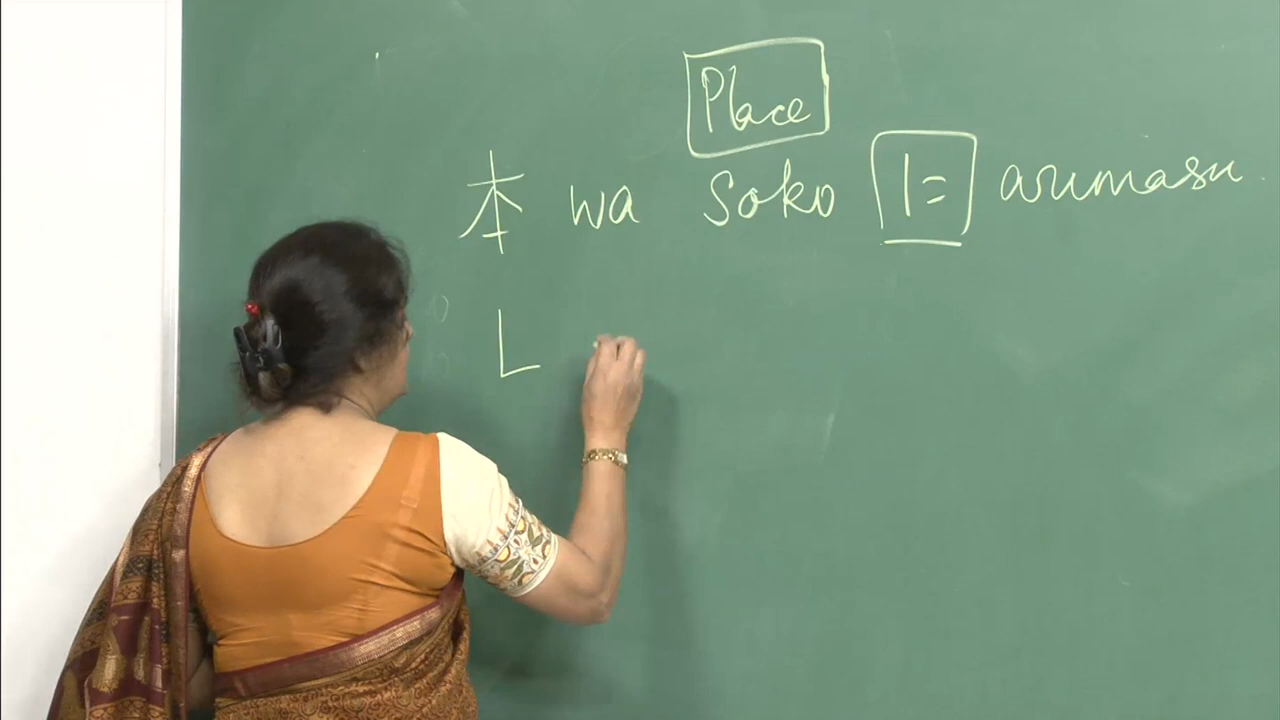 Place
本 wa soko に arimasu.
L